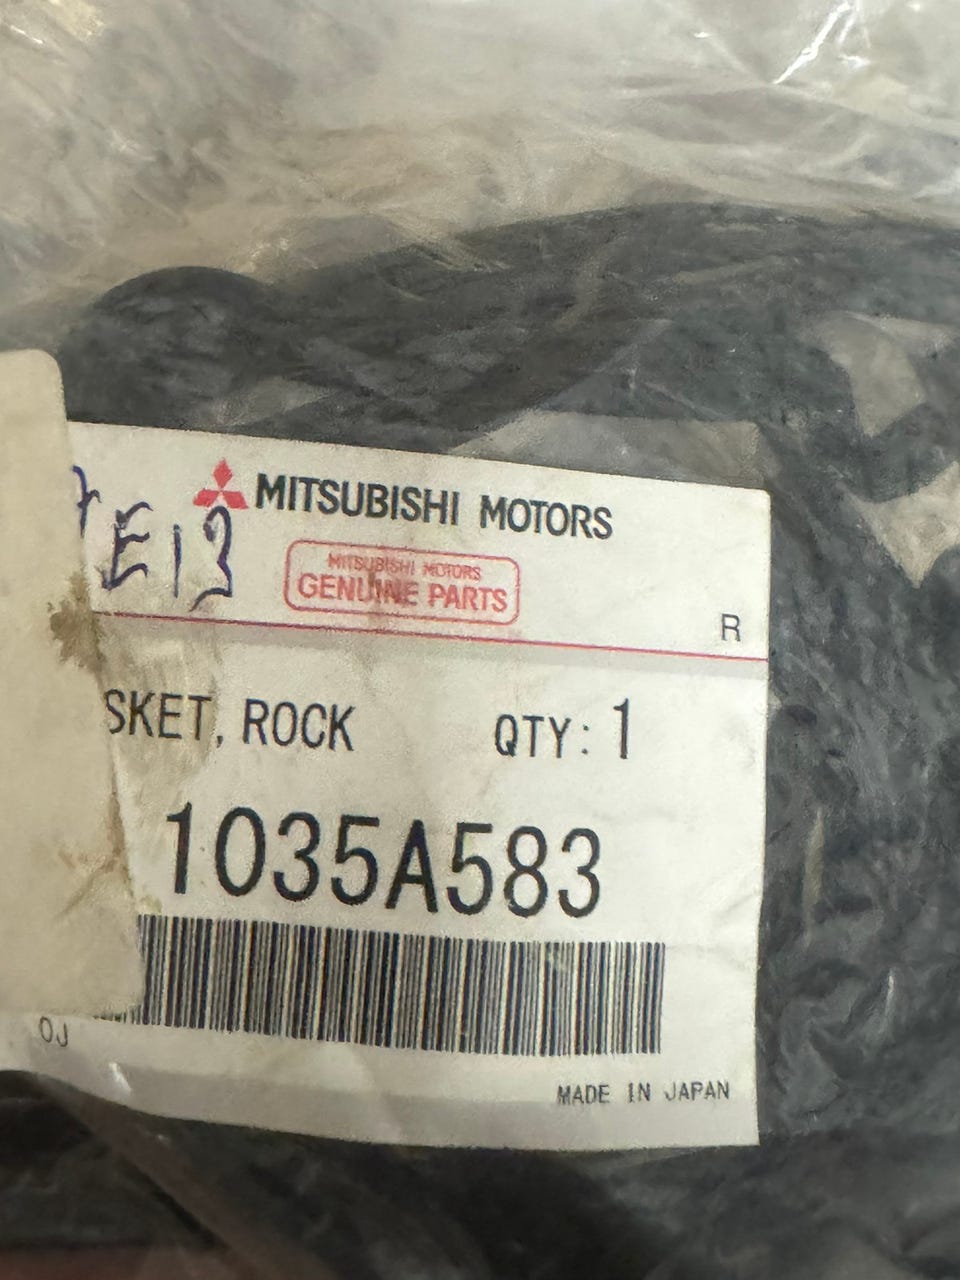 MITSUBISHI MOTORS
E13
MITSUBISHI MOTORS
GENUINE PARTS
R
SKET, ROCK QTY: 1
1035A583
OJ
MADE IN JAPAN